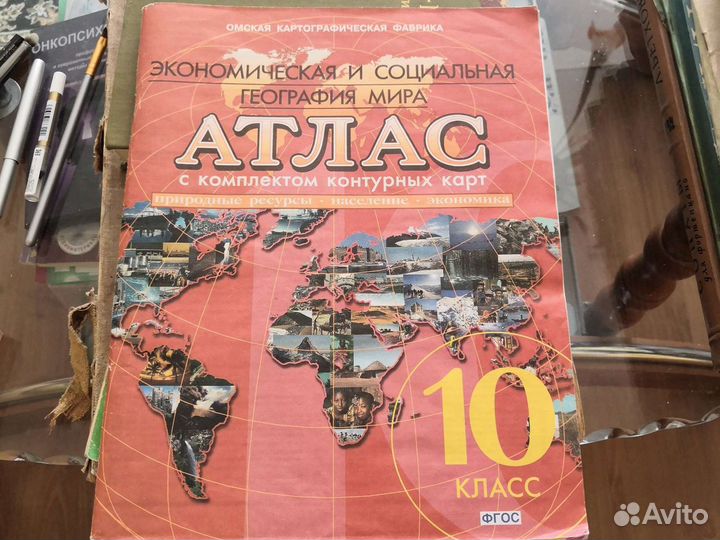 ОМСКАЯ КАРТОГРАФИЧЕСКАЯ ФАБРИКА
ЭКОНОМИЧЕСКАЯ И СОЦИАЛЬНАЯ
ГЕОГРАФИЯ МИРА
АТЛАС
С КОМПЛЕКТОМ КОНТУРНЫХ КАРТ
ПРИРОДНЫЕ РЕСУРСЫ · НАСЕЛЕНИЕ · ЭКОНОМИКА
10
КЛАСС
ФГОС
ОНКОПСИХ
Avito